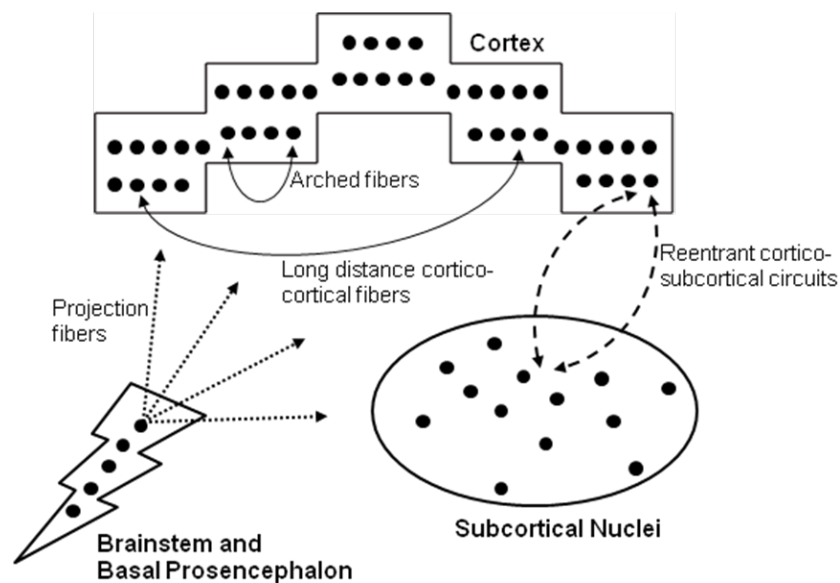 Cortex
Arched fibers
Long distance cortico-
cortical fibers
Reentrant cortico-
subcortical circuits
Projection
fibers
Subcortical Nuclei
Brainstem and
Basal Prosencephalon